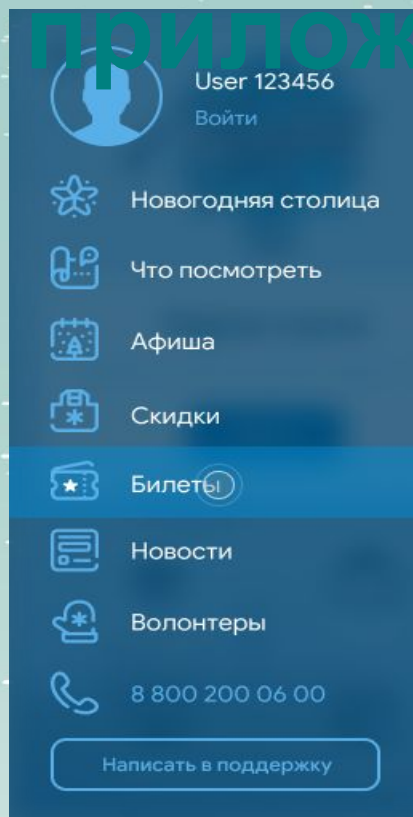 прилож
User 123456
Войти
Новогодняя столица
Что посмотреть
Афиша
Скидки
Билеты
Новости
Волонтеры
8 800 200 06 00
Написать в поддержку